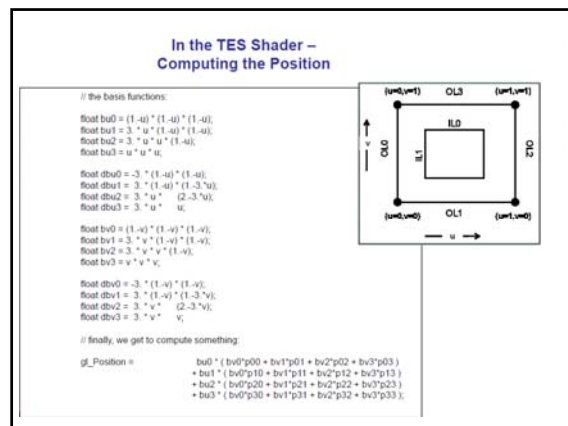 In the TES Shader –
Computing the Position
// the basis functions:
float bu0 = (1.-u) * (1.-u) * (1.-u);
float bu1 = 3. * u * (1.-u) * (1.-u);
float bu2 = 3. * u * u * (1.-u);
float bu3 = u * u * u;
float dbu0 = -3. * (1.-u) * (1.-u);
float dbu1 = 3. * (1.-u) * (1.-3.*u);
float dbu2 = 3. * u * (2.-3.*u);
float dbu3 = 3. * u * u;
float bv0 = (1.-v) * (1.-v) * (1.-v);
float bv1 = 3. * v * (1.-v) * (1.-v);
float bv2 = 3. * v * v * (1.-v);
float bv3 = v * v * v;
float dbv0 = -3. * (1.-v) * (1.-v);
float dbv1 = 3. * (1.-v) * (1.-3.*v);
float dbv2 = 3. * v * (2.-3.*v);
float dbv3 = 3. * v * v;
// finally, we get to compute something:
gl_Position = bu0 * ( bv0*p00 + bv1*p01 + bv2*p02 + bv3*p03 )
+ bu1 * ( bv0*p10 + bv1*p11 + bv2*p12 + bv3*p13 )
+ bu2 * ( bv0*p20 + bv1*p21 + bv2*p22 + bv3*p23 )
+ bu3 * ( bv0*p30 + bv1*p31 + bv2*p32 + bv3*p33 );
(u=0,v=1) OL3 (u=1,v=1)
IL0
v
OL0
IL1
OL2
(u=0,v=0) OL1 (u=1,v=0)
u